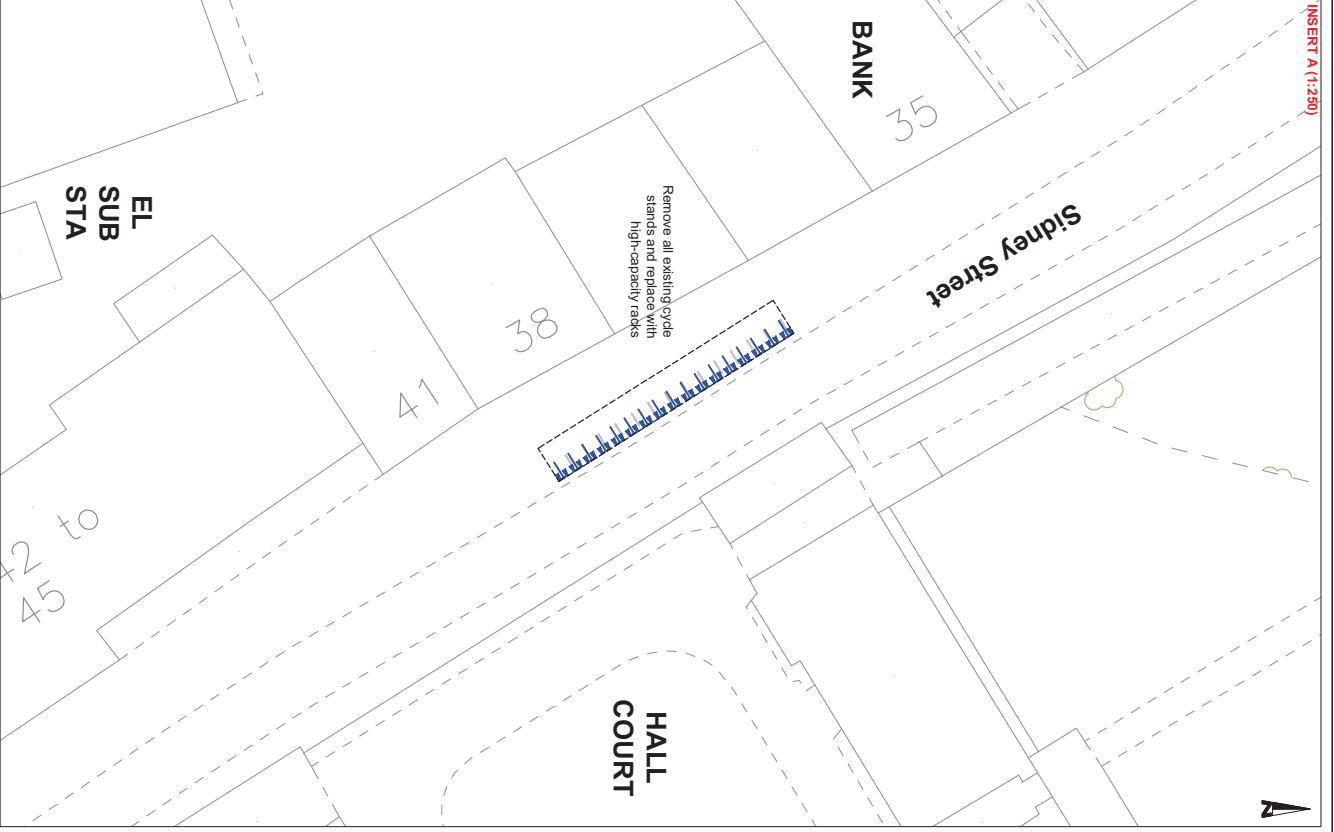 INSERT A (1:250)
BANK
35
Sidney Street
EL
SUB
STA
Remove all existing cycle
stands and replace with
high-capacity racks
38
41
42 to
45
HALL
COURT
N